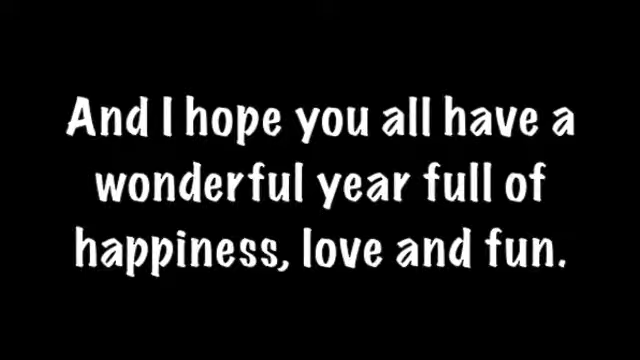 And I hope you all have a
wonderful year full of
happiness, love and fun.